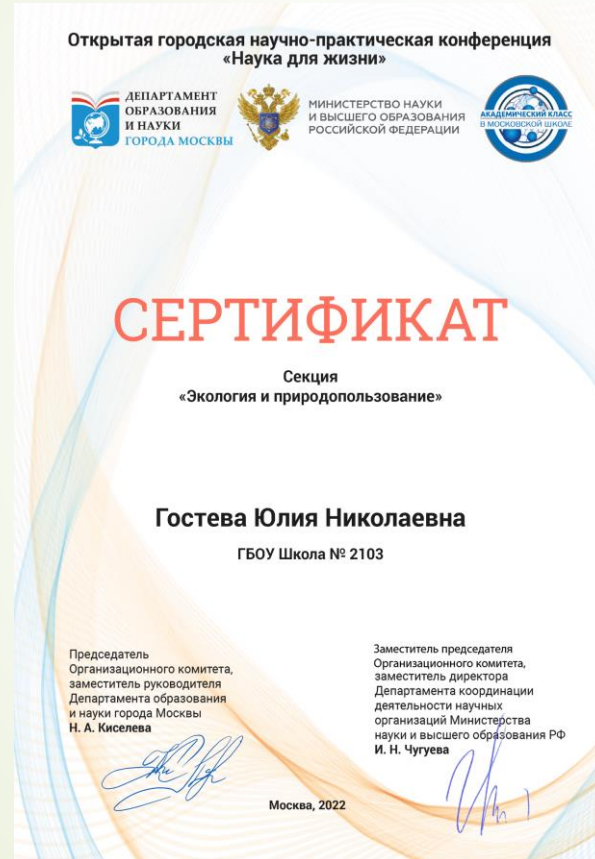 Открытая городская научно-практическая конференция
«Наука для жизни»
ДЕПАРТАМЕНТ
ОБРАЗОВАНИЯ
И НАУКИ
ГОРОДА МОСКВЫ
МИНИСТЕРСТВО НАУКИ
И ВЫСШЕГО ОБРАЗОВАНИЯ
РОССИЙСКОЙ ФЕДЕРАЦИИ
АКАДЕМИЧЕСКИЙ КЛАСС
В МОСКОВСКОЙ ШКОЛЕ
СЕРТИФИКАТ
Секция
«Экология и природопользование»
Гостева Юлия Николаевна
ГБОУ Школа № 2103
Председатель
Организационного комитета,
заместитель руководителя
Департамента образования
и науки города Москвы
Н. А. Киселева
Заместитель председателя
Организационного комитета,
заместитель директора
Департамента координации
деятельности научных
организаций Министерства
науки и высшего образования РФ
И. Н. Чугуева
Москва, 2022